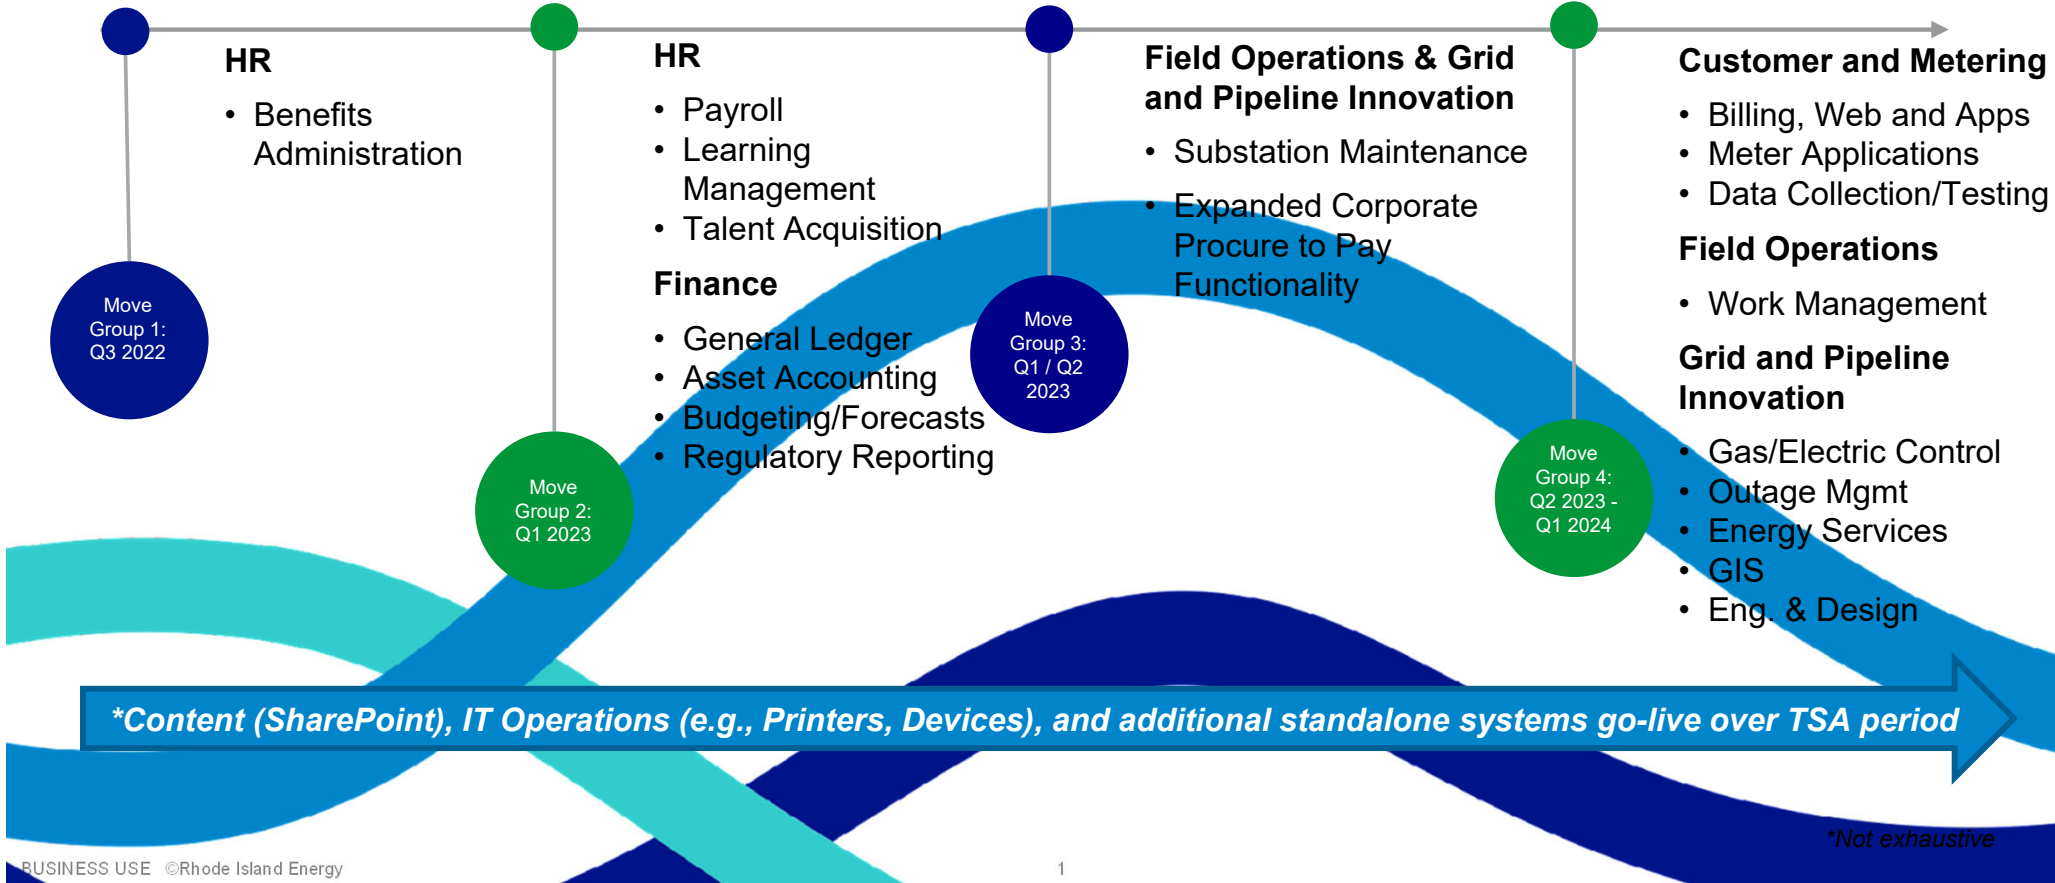 HR
• Benefits
Administration
Move
Group 1:
Q3 2022
HR
• Payroll
• Learning
Management
• Talent Acquisition
Finance
• General Ledger
• Asset Accounting
• Budgeting/Forecasts
• Regulatory Reporting
Move
Group 2:
Q1 2023
Field Operations & Grid
and Pipeline Innovation
• Substation Maintenance
• Expanded Corporate
Procure to Pay
Functionality
Move
Group 3:
Q1 / Q2
2023
Customer and Metering
• Billing, Web and Apps
• Meter Applications
• Data Collection/Testing
Field Operations
• Work Management
Grid and Pipeline
Innovation
• Gas/Electric Control
• Outage Mgmt
• Energy Services
• GIS
• Eng. & Design
Move
Group 4:
Q2 2023 -
Q1 2024
*Content (SharePoint), IT Operations (e.g., Printers, Devices), and additional standalone systems go-live over TSA period
*Not exhaustive
BUSINESS USE ©Rhode Island Energy
1